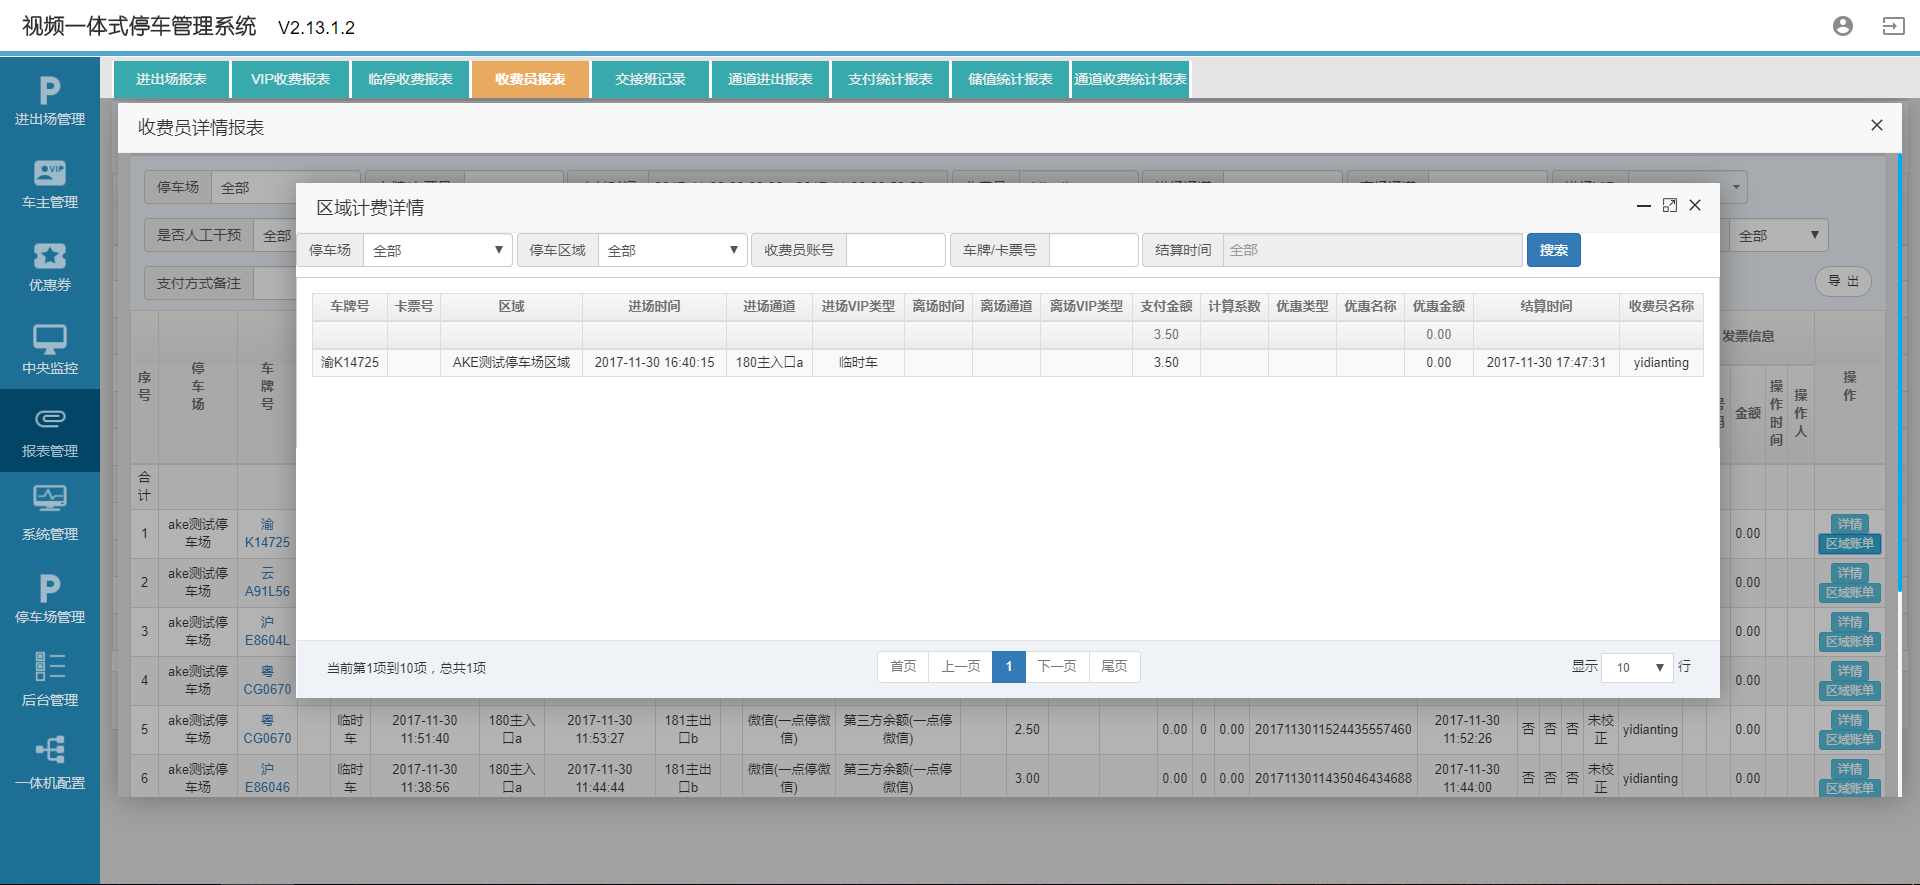 视频一体式停车管理系统 V2.13.1.2
进出场报表 VIP收费报表 临停收费报表 收费员报表 交接班记录 通道进出报表 支付统计报表 储值统计报表 通道收费统计报表
进出场管理
车主管理
优惠券
中央监控
报表管理
系统管理
停车场管理
后台管理
一体机配置
收费员详情报表
停车场 全部
是否人工干预 全部 全部
支付方式备注
导 出
区域计费详情
停车场 全部 停车区域 全部 收费员账号 车牌/卡票号 结算时间 全部 搜索
车牌号 卡票号 区域 进场时间 进场通道 进场VIP类型 离场时间 离场通道 离场VIP类型 支付金额 计算系数 优惠类型 优惠名称 优惠金额 结算时间 收费员名称
3.50 0.00
渝K14725 AKE测试停车场区域 2017-11-30 16:40:15 180主入口a 临时车 3.50 0.00 2017-11-30 17:47:31 yidianting
当前第1项到10项，总共1项
首页 上一页 1 下一页 尾页
显示 10 行
序号 停车场 车牌号 发票信息 金额 操作时间 操作人 操作
合计
1 ake测试停车场 渝K14725 0.00 详情 区域账单
2 ake测试停车场 云A91L56 0.00 详情 区域账单
3 ake测试停车场 沪E8604L 0.00 详情 区域账单
4 ake测试停车场 粤CG0670 0.00 详情 区域账单
5 ake测试停车场 粤CG0670 临时车 2017-11-30 11:51:40 180主入口a 2017-11-30 11:53:27 181主出口b 微信(一点停微信) 第三方余额(一点停微信) 2.50 0.00 0 0.00 2017113011524435557460 2017-11-30 11:52:26 否 否 否 未校正 yidianting 0.00 详情 区域账单
6 ake测试停车场 沪E86046 临时车 2017-11-30 11:38:56 180主入口a 2017-11-30 11:44:44 181主出口b 微信(一点停微信) 第三方余额(一点停微信) 3.00 0.00 0 0.00 2017113011435046434688 2017-11-30 11:44:00 否 否 否 未校正 yidianting 0.00 详情 区域账单